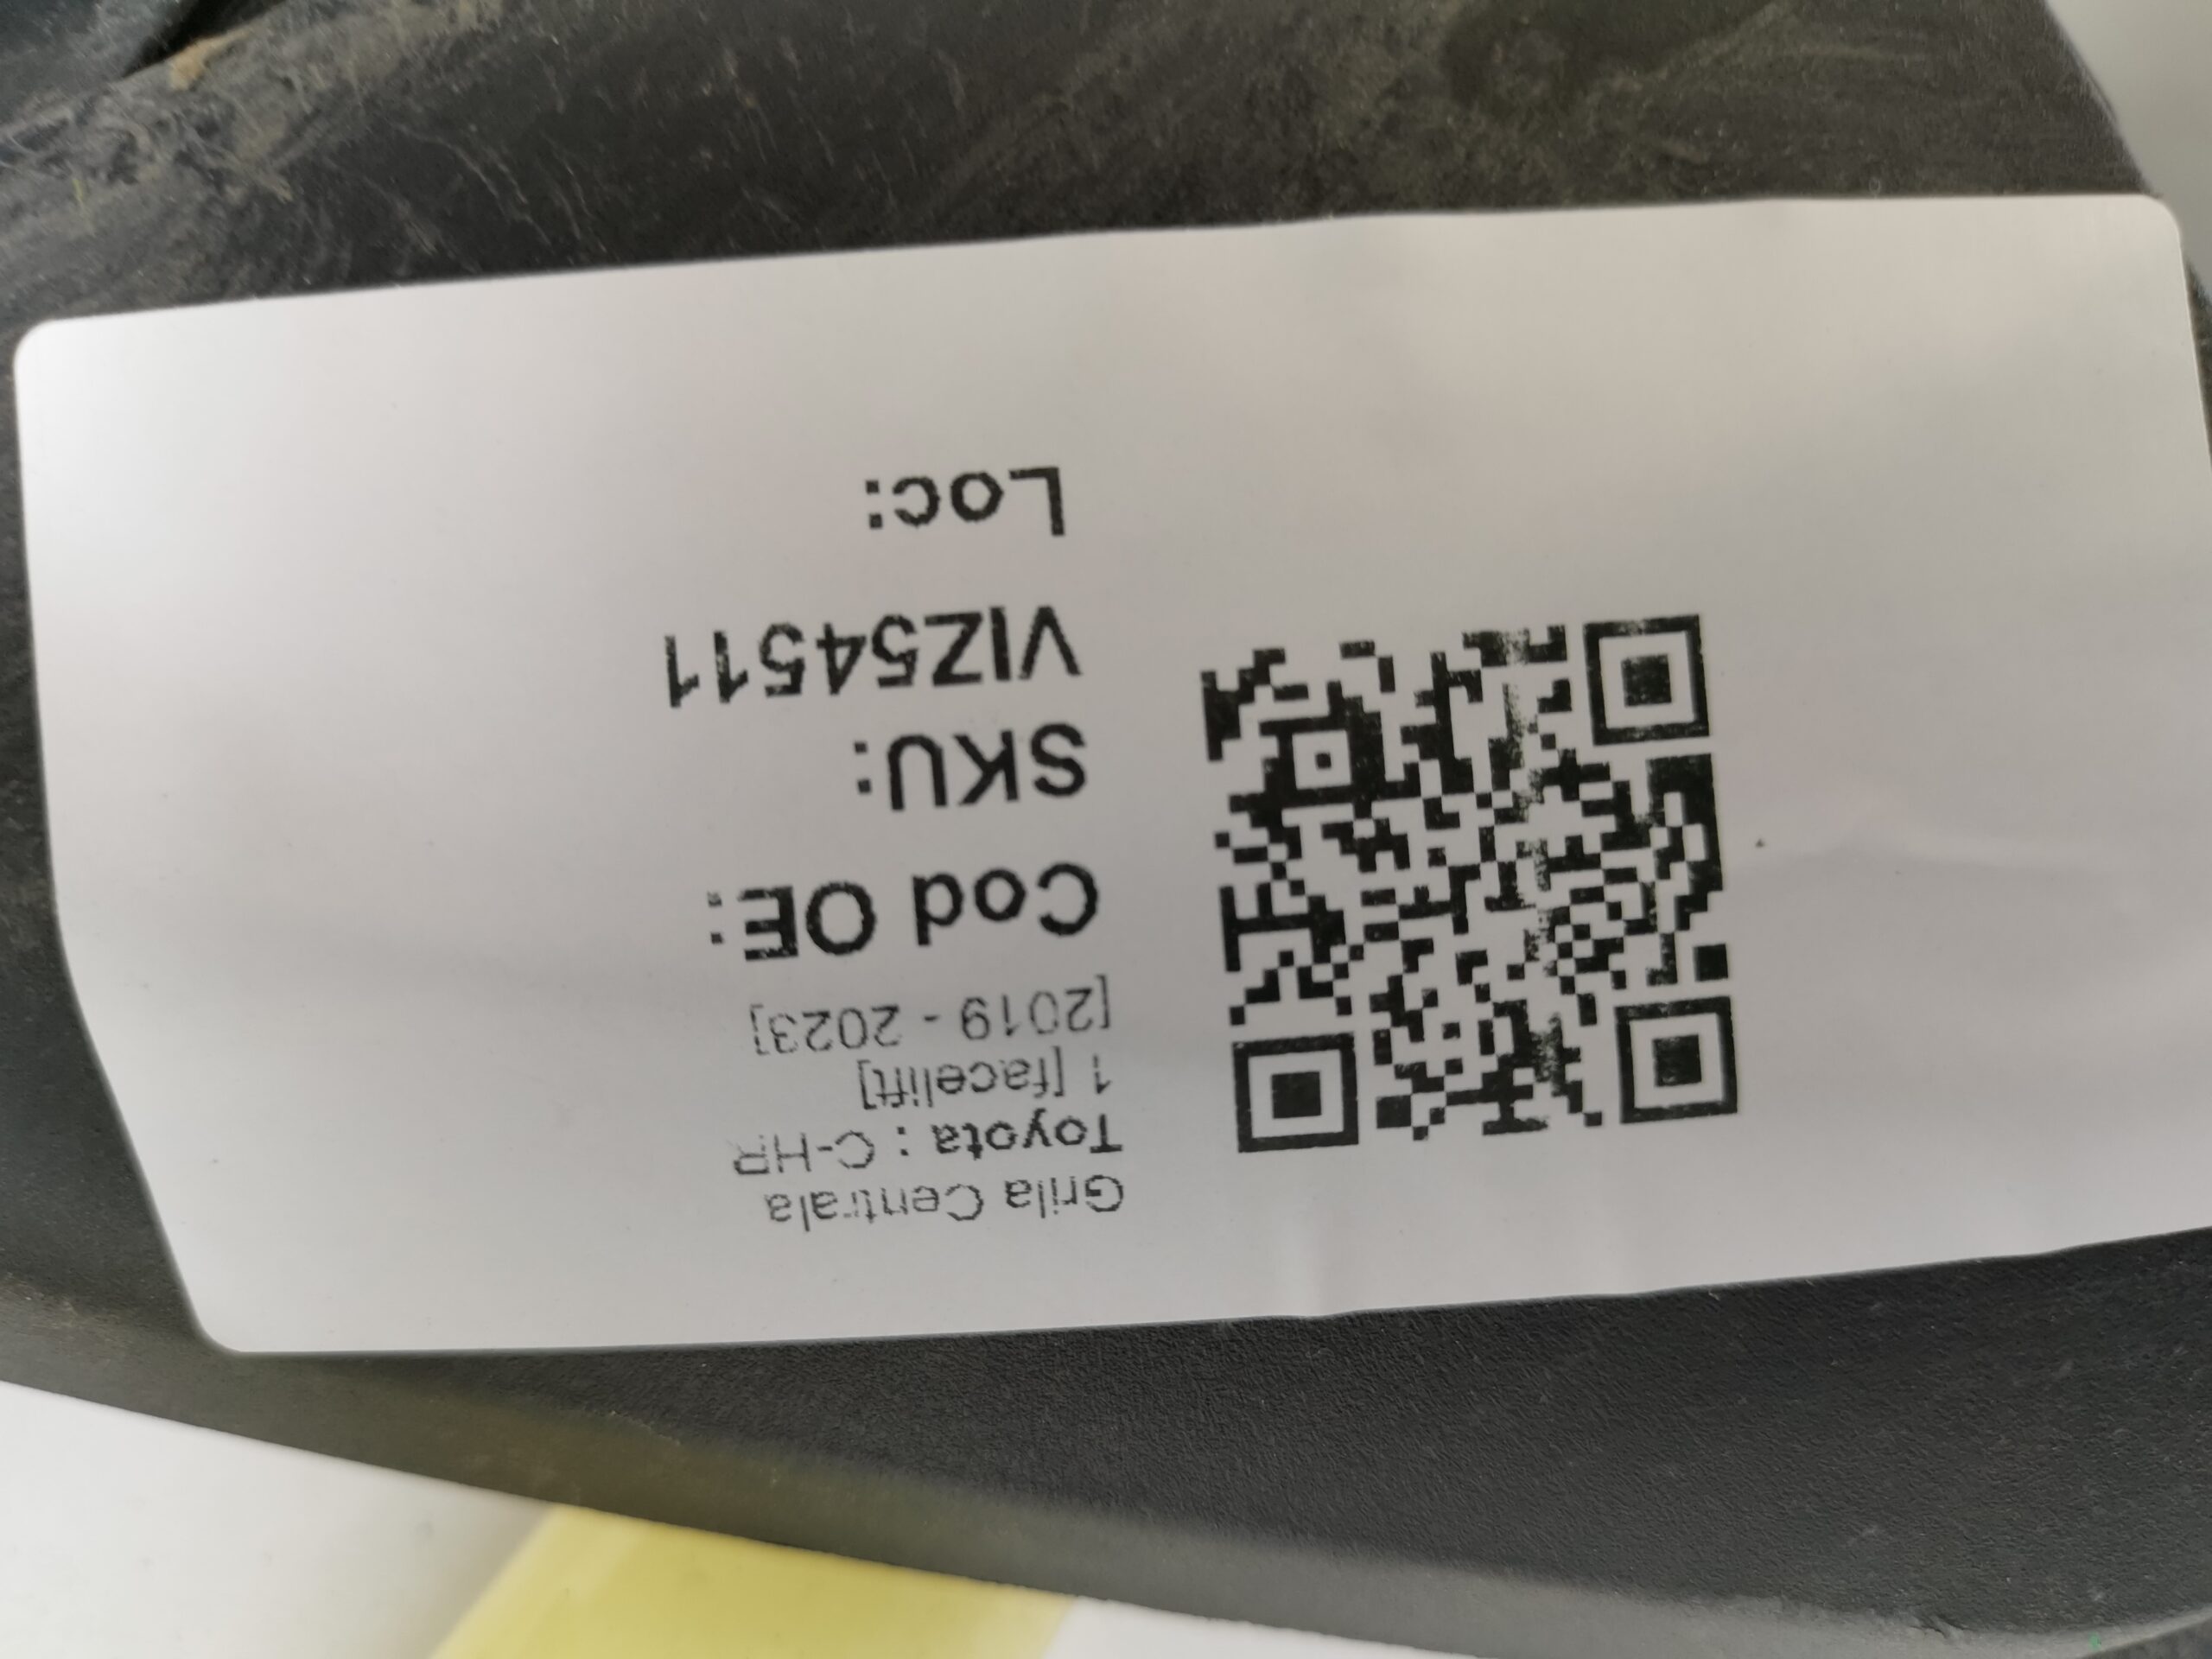 Grila Centrala
Toyota : C-HR
1 [facelift]
[2019 - 2023]
Cod OE:
SKU:
VIZ54511
Loc: